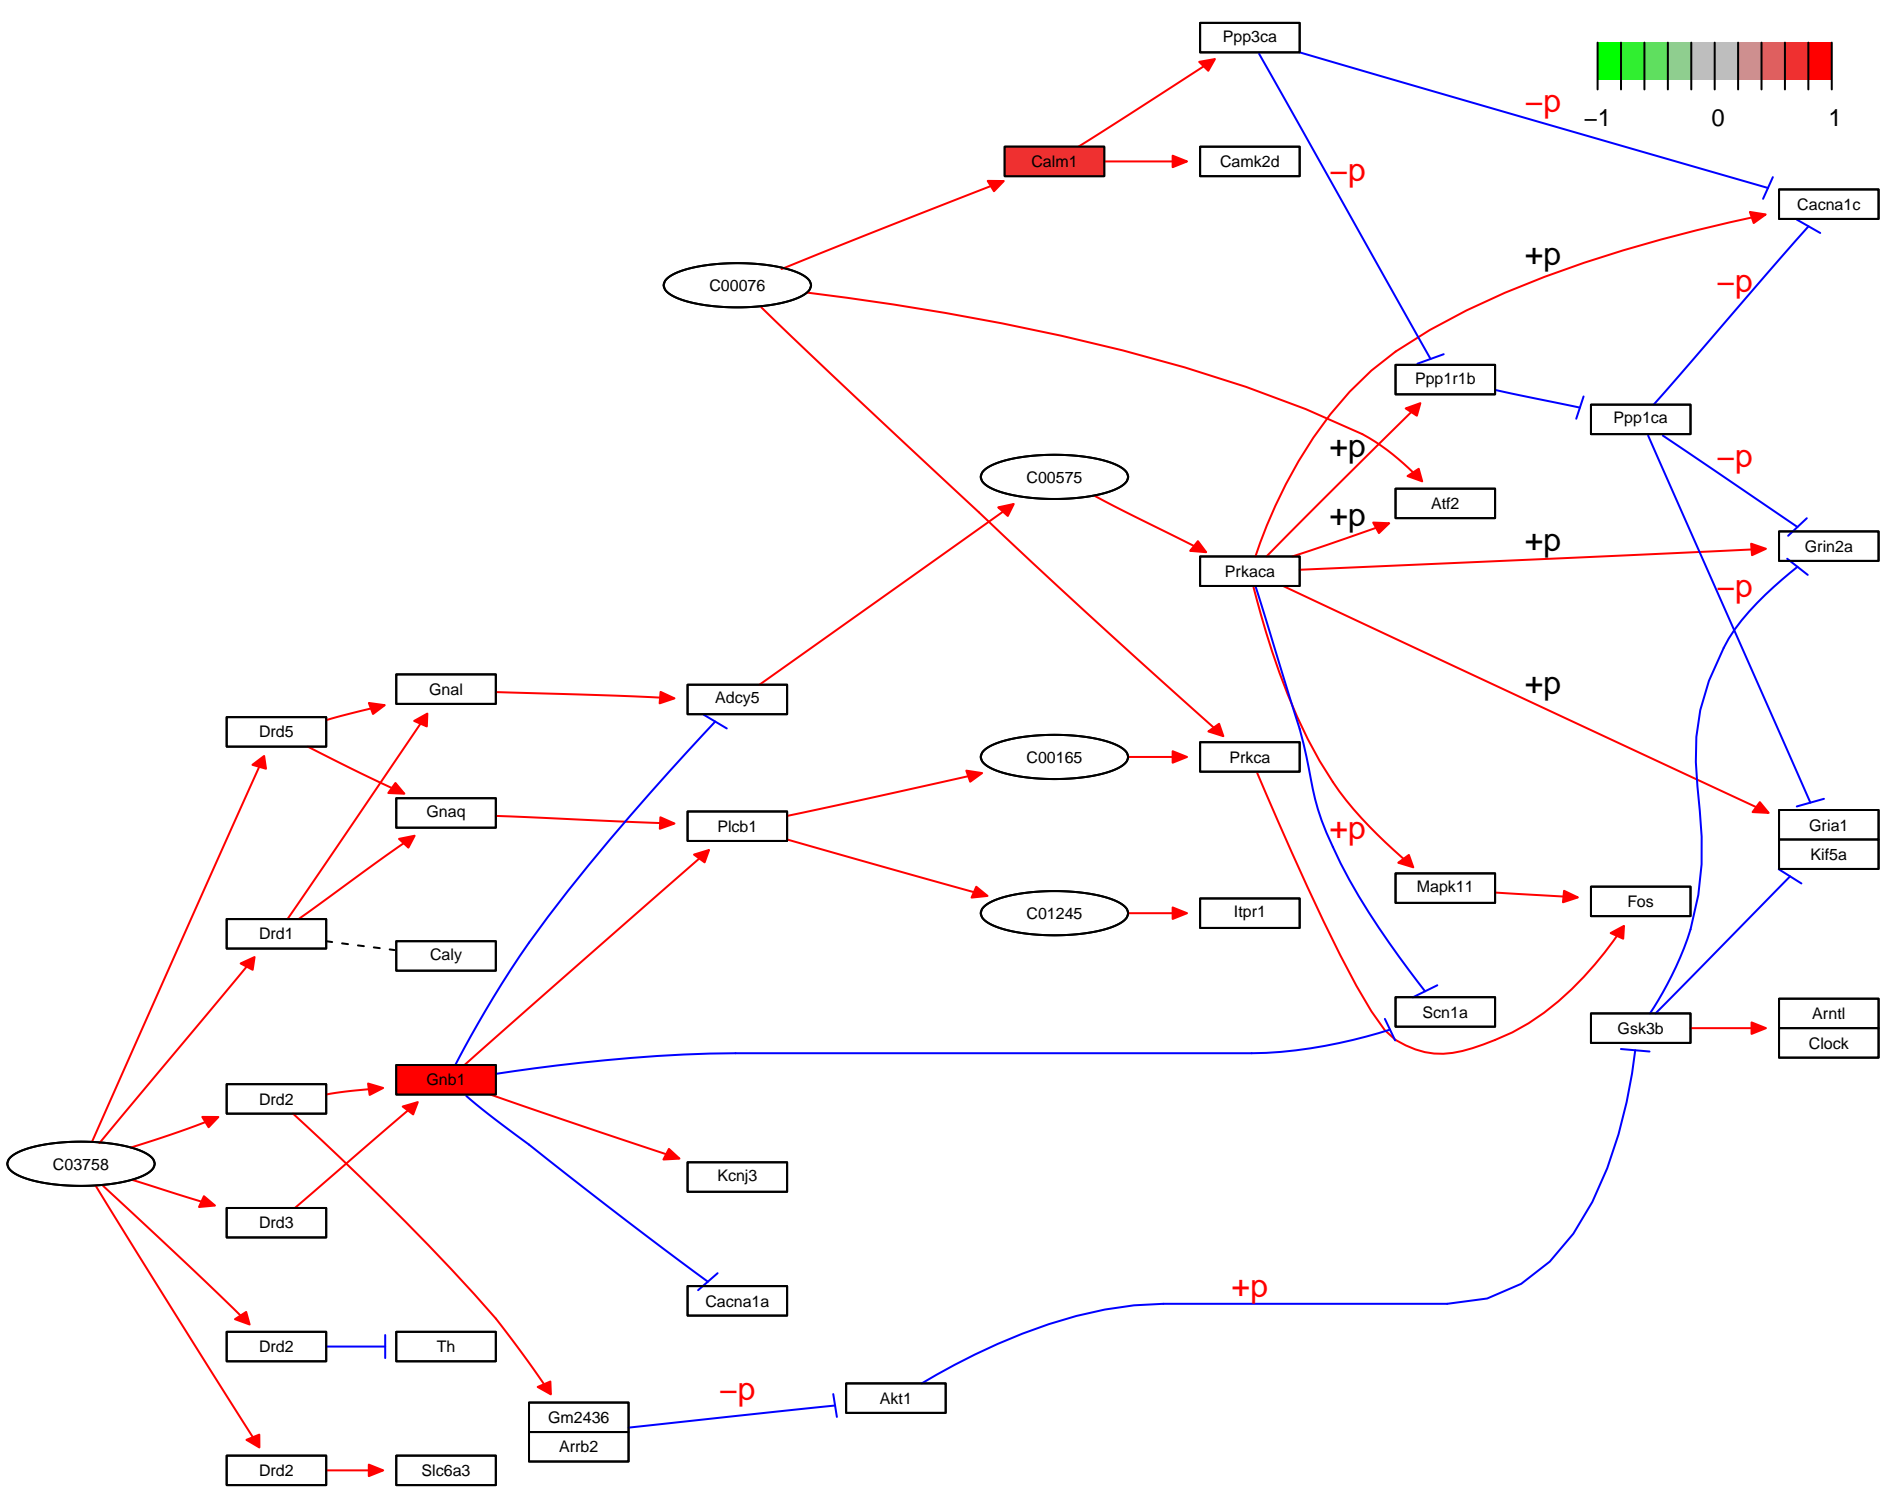 Ppp3ca
−1
0
1
−p
Calm1
Camk2d
−p
Cacna1c
C00076
+p
−p
Ppp1r1b
Ppp1ca
+p
−p
C00575
Atf2
+p
+p
Grin2a
Prkaca
−p
Gnal
Adcy5
+p
Drd5
C00165
Prkca
Gnaq
Plcb1
+p
Gria1
Kif5a
Mapk11
Fos
C01245
Itpr1
Drd1
Caly
Scn1a
Arntl
Gsk3b
Clock
Gnb1
Drd2
C03758
Kcnj3
Drd3
+p
Cacna1a
Drd2
Th
−p
Akt1
Gm2436
Arrb2
Drd2
Slc6a3